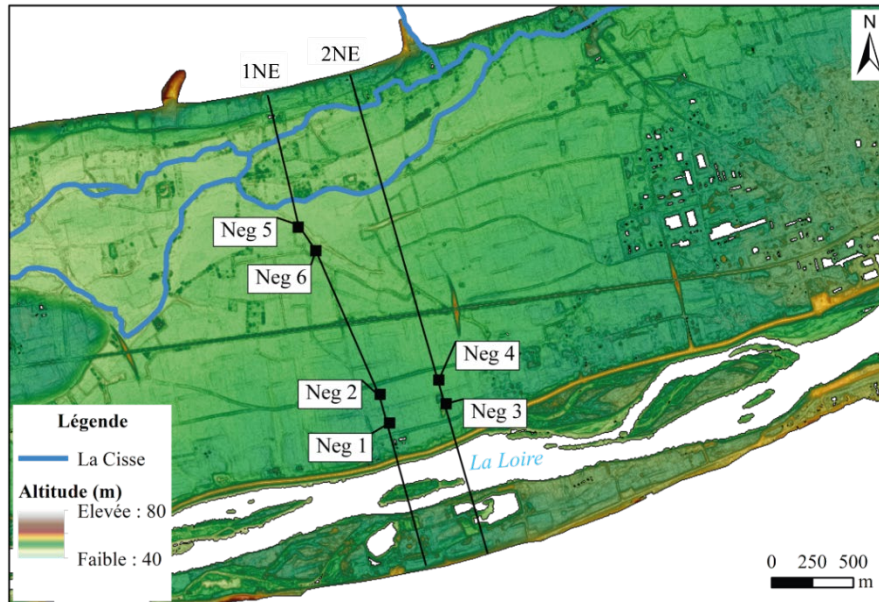 N
1NE
2NE
Neg 5
Neg 6
Neg 4
Neg 2
Neg 3
Neg 1
La Loire
Légende
La Cisse
Altitude (m)
Elevée : 80
Faible : 40
0 250 500
m